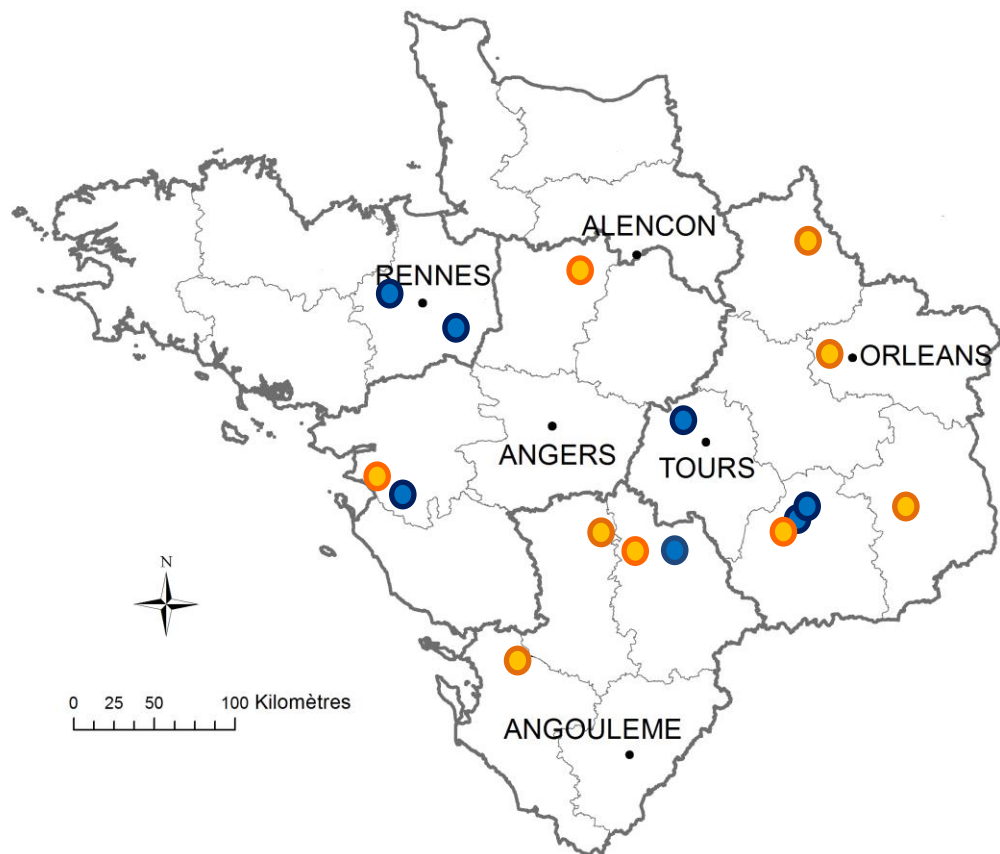 ALENCON
RENNES
ORLEANS
ANGERS
TOURS
N
0 25 50 100 Kilomètres
ANGOULEME